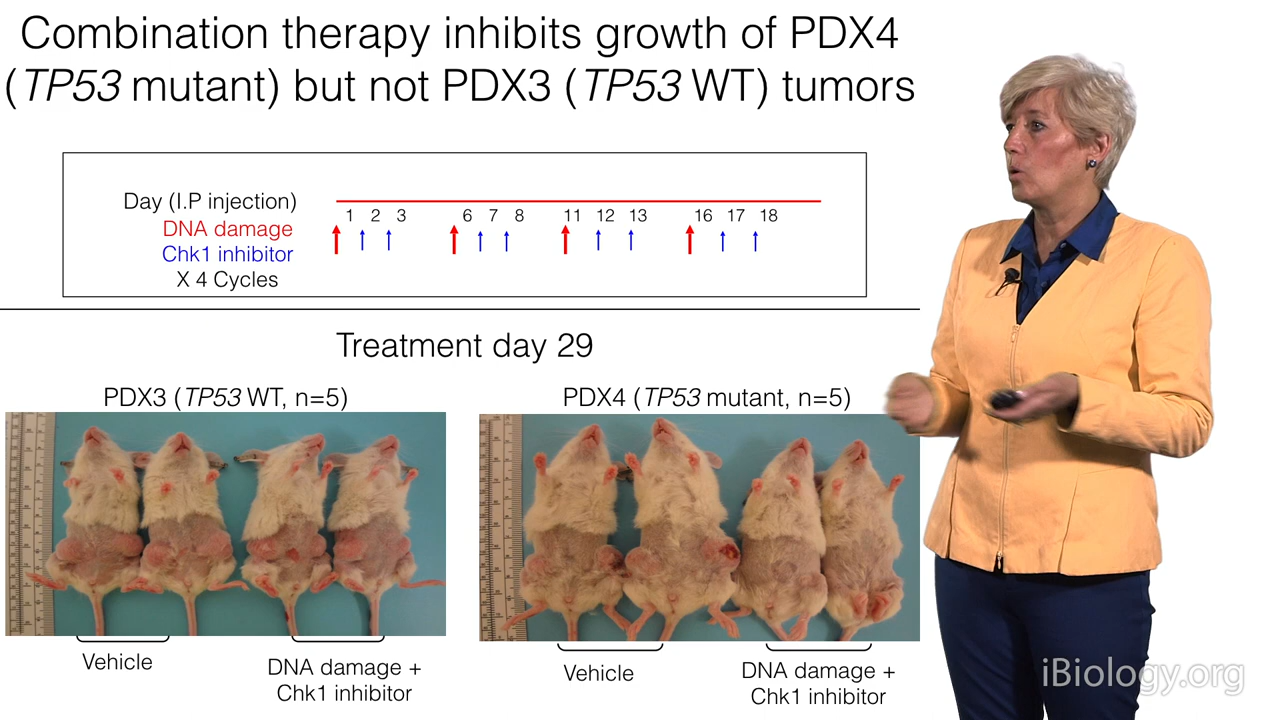 Combination therapy inhibits growth of PDX4
(TP53 mutant) but not PDX3 (TP53 WT) tumors
Day (I.P injection)
1 2 3 6 7 8 11 12 13 16 17 18
DNA damage
Chk1 inhibitor
X 4 Cycles
Treatment day 29
PDX3 (TP53 WT, n=5)
PDX4 (TP53 mutant, n=5)
Vehicle
DNA damage +
Chk1 inhibitor
Vehicle
DNA damage +
Chk1 inhibitor
iBiology.org